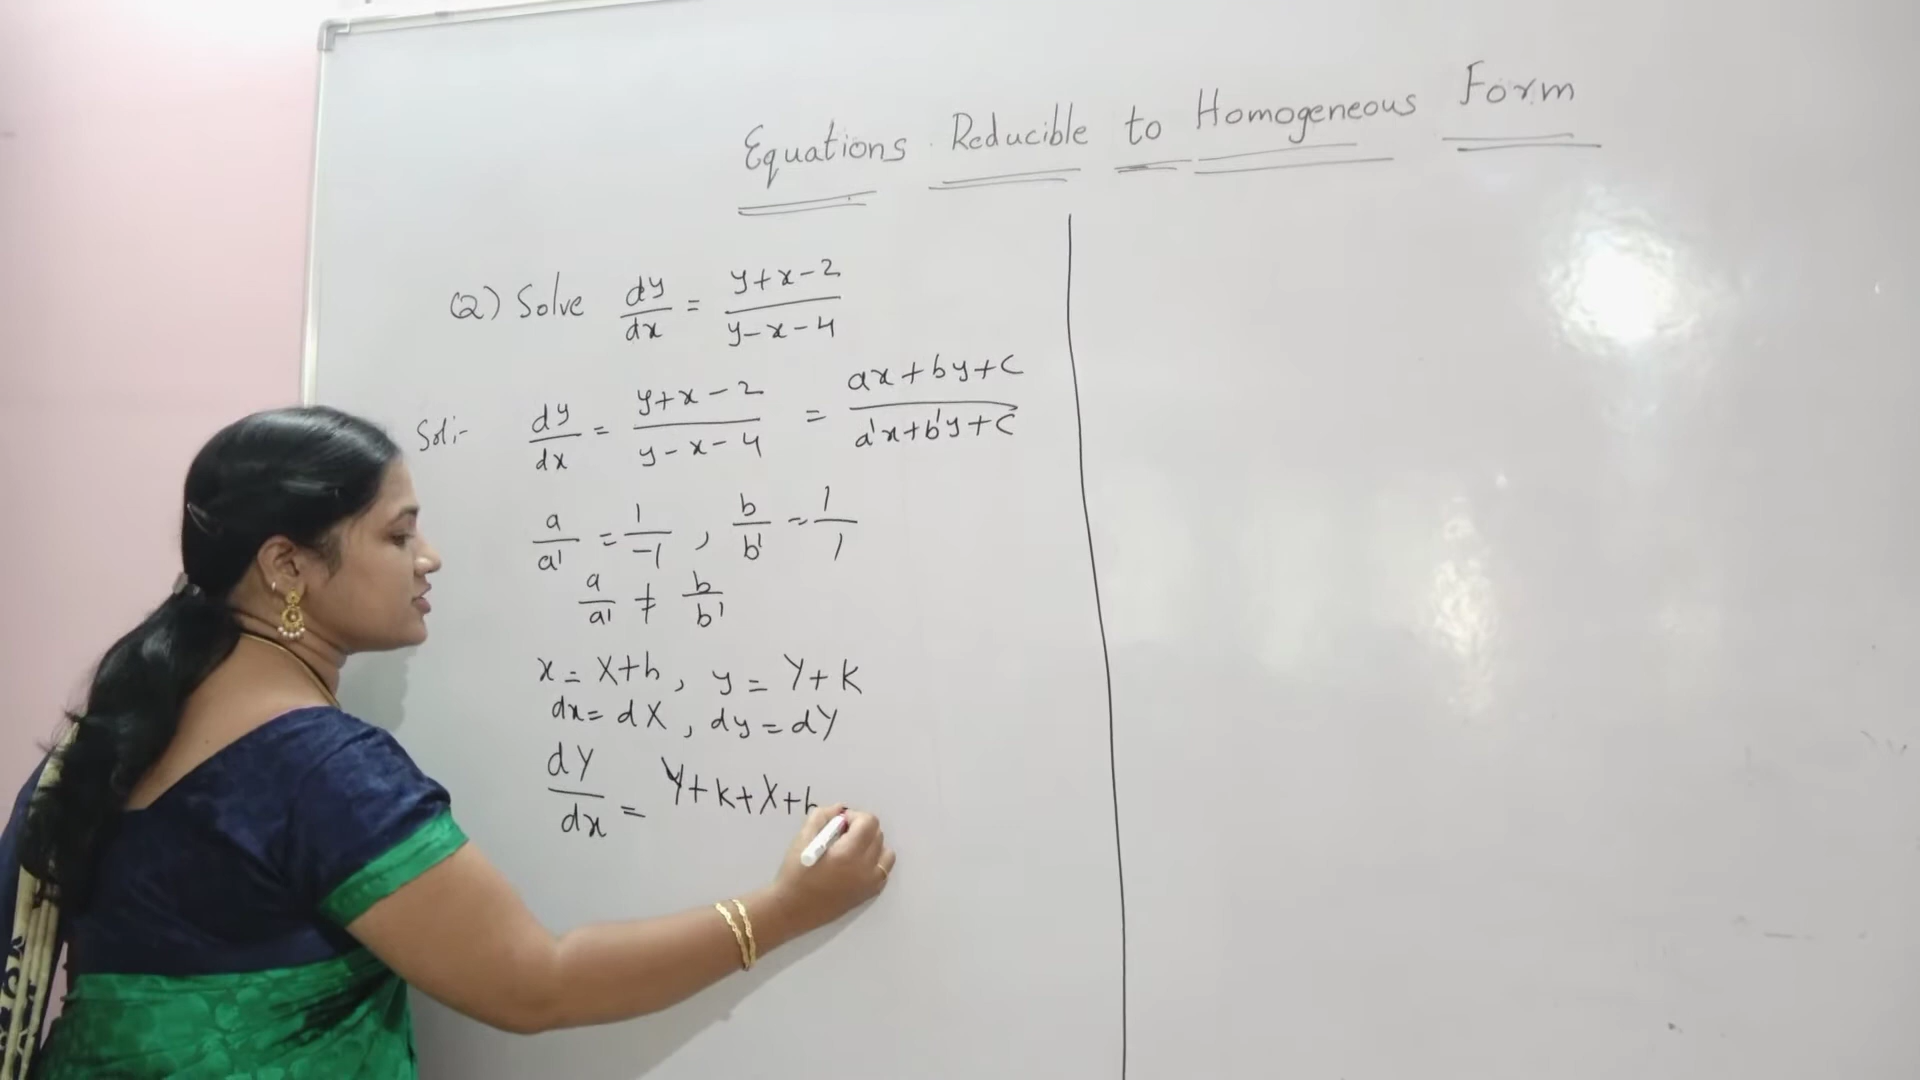 Equations Reducible to Homogeneous Form
Q) Solve dy/dx = y+x-2/y-x-4
Sol:- dy/dx = y+x-2/y-x-4 = ax+by+c/a'x+b'y+c
a/a' = 1/-1 , b/b' = 1/1
a/a' ≠ b/b'
x = X+h , y = Y+k
dx = dX , dy = dY
dY/dx = Y+k+X+h